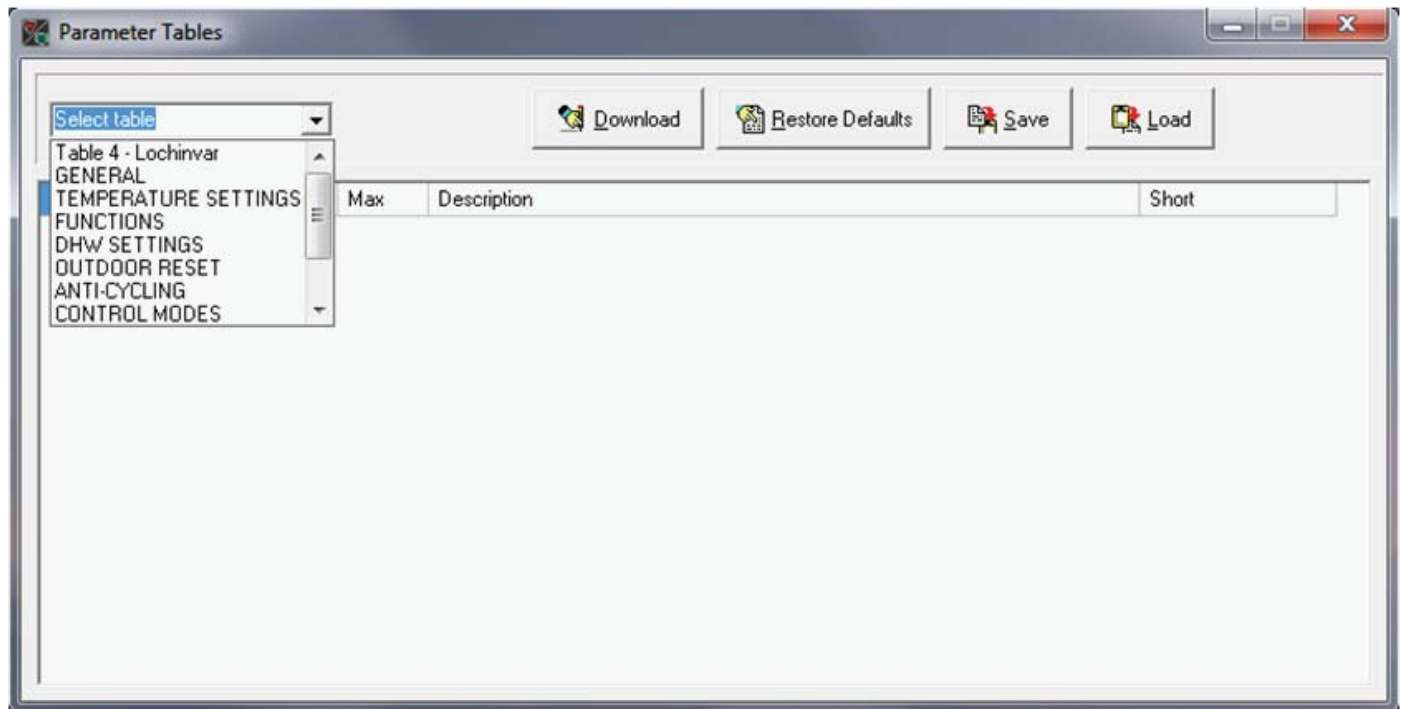 Parameter Tables
Select table
Download
Restore Defaults
Save
Load
Table 4 - Lochinvar
GENERAL
TEMPERATURE SETTINGS
FUNCTIONS
DHW SETTINGS
OUTDOOR RESET
ANTI-CYCLING
CONTROL MODES
Max
Description
Short